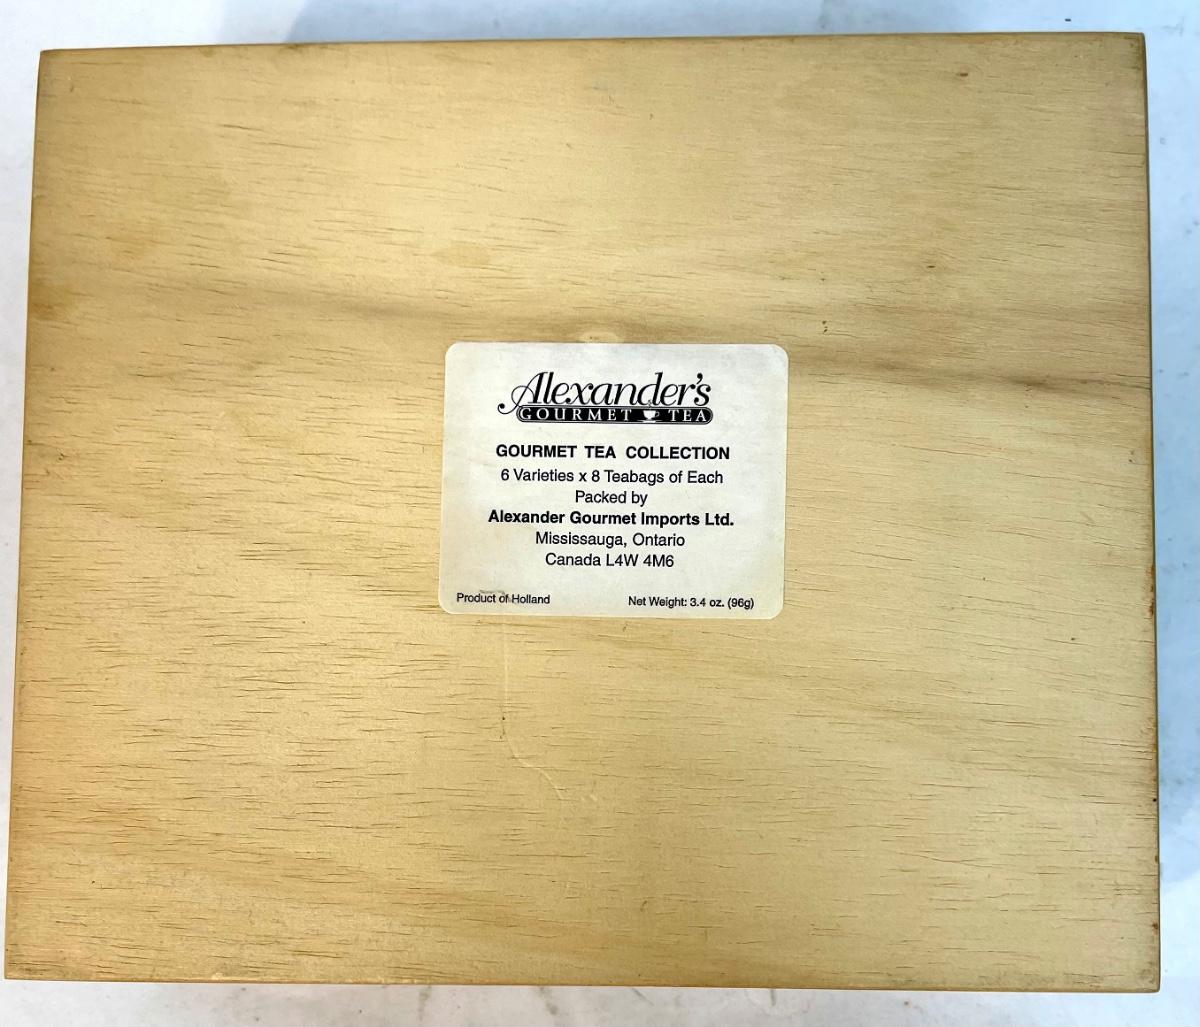 Alexander's
GOURMET TEA
GOURMET TEA COLLECTION
6 Varieties x 8 Teabags of Each
Packed by
Alexander Gourmet Imports Ltd.
Mississauga, Ontario
Canada L4W 4M6
Product of Holland Net Weight: 3.4 oz. (96g)